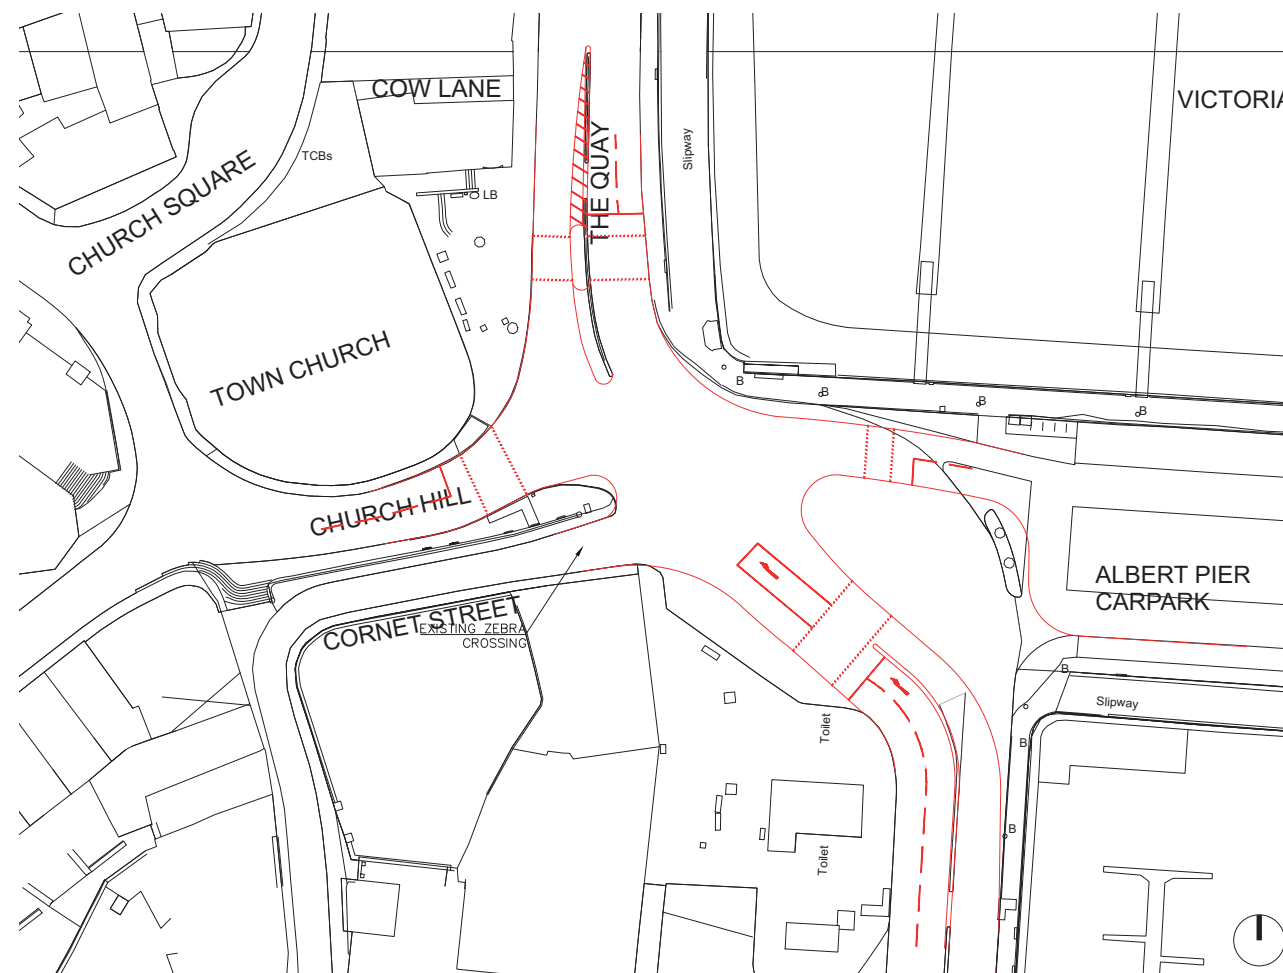 COW LANE
VICTORIA
THE QUAY
Slipway
TCBs
CHURCH SQUARE
LB
TOWN CHURCH
B
B
B
B
CHURCH HILL
ALBERT PIER
CARPARK
CORNET STREET
EXISTING ZEBRA
CROSSING
B
Slipway
Toilet
B
B
Toilet